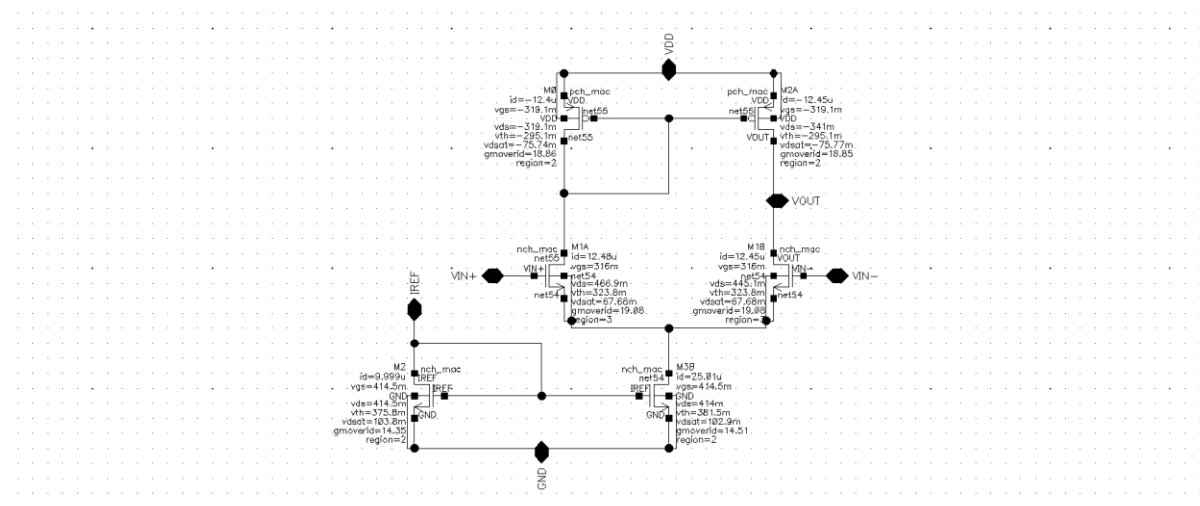 VDD
M0
pch_mac
id=-12.4u
VDD
vgs=-319.1m
net55
VDD
vds=-319.1m
vth=-295.1m
net55
vdsat=-75.74m
gmoverid=18.86
region=2
pch_mac
M2A
VDD
id=-12.45u
net55
vgs=-319.1m
VDD
vds=-341m
VOUT
vth=-295.1m
vdsat=-75.77m
gmoverid=18.85
region=2
VOUT
nch_mac
M1A
net55
id=12.48u
VIN+
VIN+
vgs=316m
net54
vds=466.9m
vth=323.8m
net54
vdsat=67.68m
gmoverid=19.08
region=3
M1B
nch_mac
id=12.45u
VOUT
vgs=316m
VIN-
VIN-
net54
vds=445.1m
vth=323.8m
net54
vdsat=67.68m
gmoverid=19.08
IREF
M2
nch_mac
id=9.999u
IREF
vgs=414.5m
IREF
GND
vds=414.5m
vth=375.8m
GND
vdsat=103.8m
gmoverid=14.35
region=2
nch_mac
M3B
net54
id=25.01u
IREF
vgs=414.5m
GND
vds=414m
GND
vth=381.5m
vdsat=102.9m
gmoverid=14.51
region=2
GND